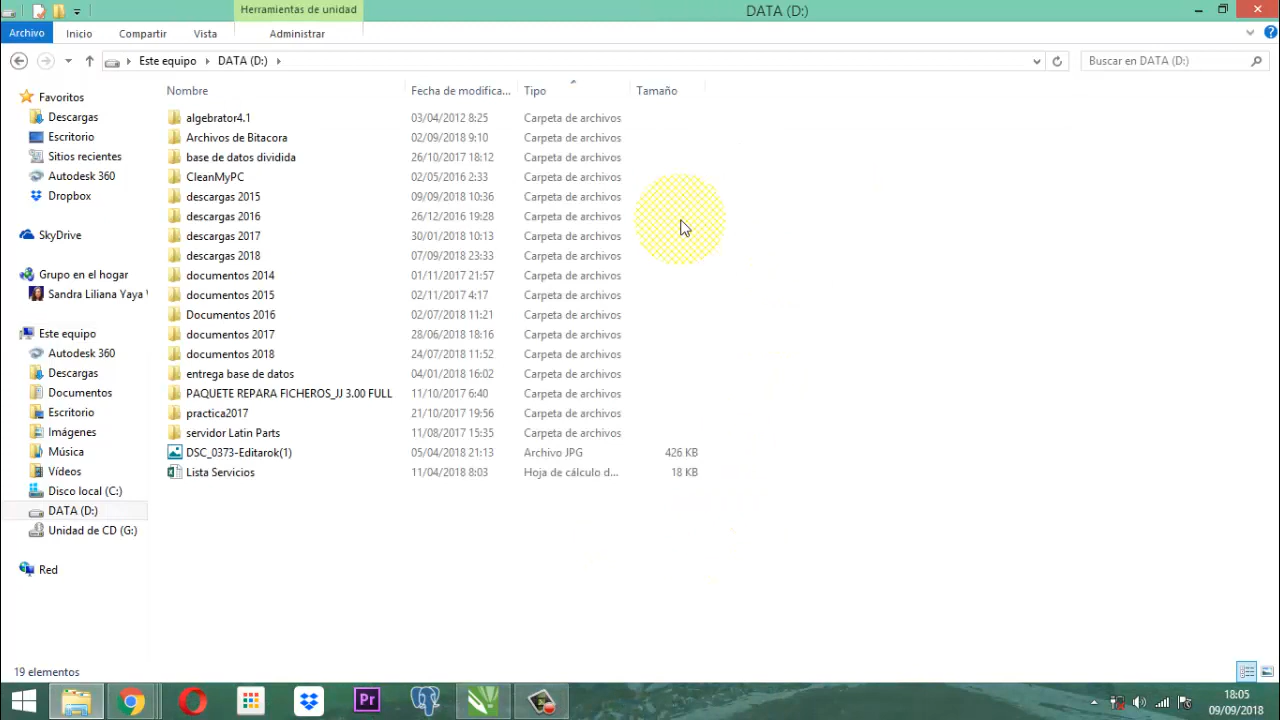 Herramientas de unidad
DATA (D:)
Archivo Inicio Compartir Vista Administrar
Este equipo DATA (D:) Buscar en DATA (D:)
Nombre Fecha de modifica... Tipo Tamaño
Favoritos
Descargas
Escritorio
Sitios recientes
Autodesk 360
Dropbox
SkyDrive
Grupo en el hogar
Sandra Liliana Yaya
Este equipo
Autodesk 360
Descargas
Documentos
Escritorio
Imágenes
Música
Vídeos
Disco local (C:)
DATA (D:)
Unidad de CD (G:)
Red
algebrator4.1 03/04/2012 8:25 Carpeta de archivos
Archivos de Bitacora 02/09/2018 9:10 Carpeta de archivos
base de datos dividida 26/10/2017 18:12 Carpeta de archivos
CleanMyPC 02/05/2016 2:33 Carpeta de archivos
descargas 2015 09/09/2018 10:36 Carpeta de archivos
descargas 2016 26/12/2016 19:28 Carpeta de archivos
descargas 2017 30/01/2018 10:13 Carpeta de archivos
descargas 2018 07/09/2018 23:33 Carpeta de archivos
documentos 2014 01/11/2017 21:57 Carpeta de archivos
documentos 2015 02/11/2017 4:17 Carpeta de archivos
Documentos 2016 02/07/2018 11:21 Carpeta de archivos
documentos 2017 28/06/2018 18:16 Carpeta de archivos
documentos 2018 24/07/2018 11:52 Carpeta de archivos
entrega base de datos 04/01/2018 16:02 Carpeta de archivos
PAQUETE REPARA FICHEROS_JJ 3.00 FULL 11/10/2017 6:40 Carpeta de archivos
practica2017 21/10/2017 19:56 Carpeta de archivos
servidor Latin Parts 11/08/2017 15:35 Carpeta de archivos
DSC_0373-Editarok(1) 05/04/2018 21:13 Archivo JPG 426 KB
Lista Servicios 11/04/2018 8:03 Hoja de cálculo d... 18 KB
19 elementos
Pr
18:05
09/09/2018